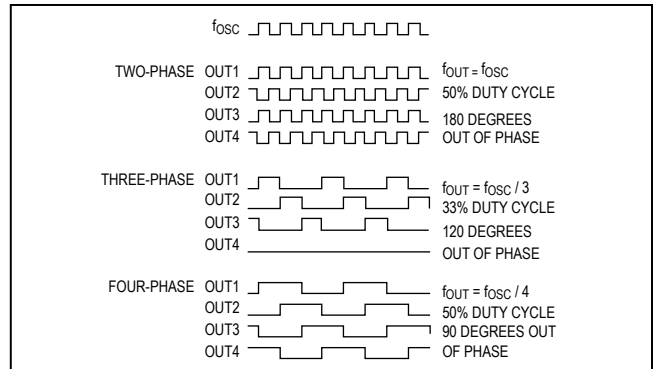 fOSC
TWO-PHASE OUT1 fOUT = fOSC
OUT2 50% DUTY CYCLE
OUT3 180 DEGREES
OUT4 OUT OF PHASE
THREE-PHASE OUT1 fOUT = fOSC / 3
OUT2 33% DUTY CYCLE
OUT3 120 DEGREES
OUT4 OUT OF PHASE
FOUR-PHASE OUT1 fOUT = fOSC / 4
OUT2 50% DUTY CYCLE
OUT3 90 DEGREES OUT
OUT4 OF PHASE